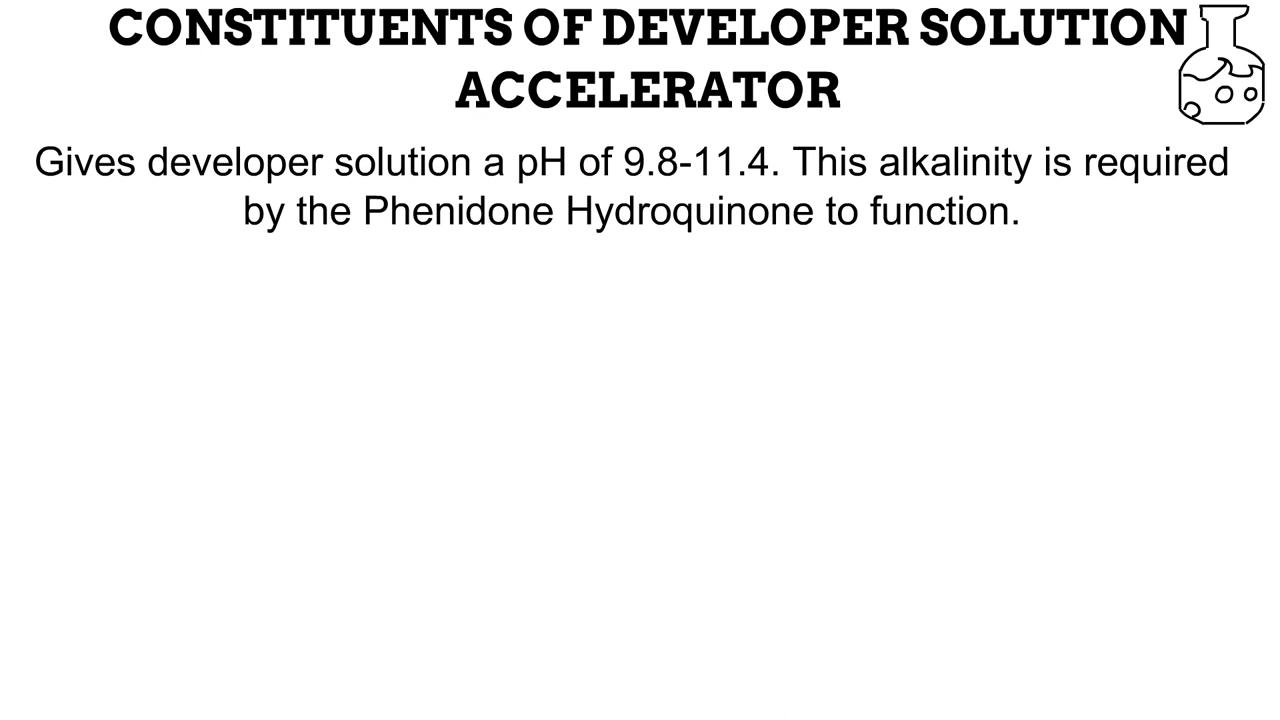 CONSTITUENTS OF DEVELOPER SOLUTION
ACCELERATOR
Gives developer solution a pH of 9.8-11.4. This alkalinity is required
by the Phenidone Hydroquinone to function.